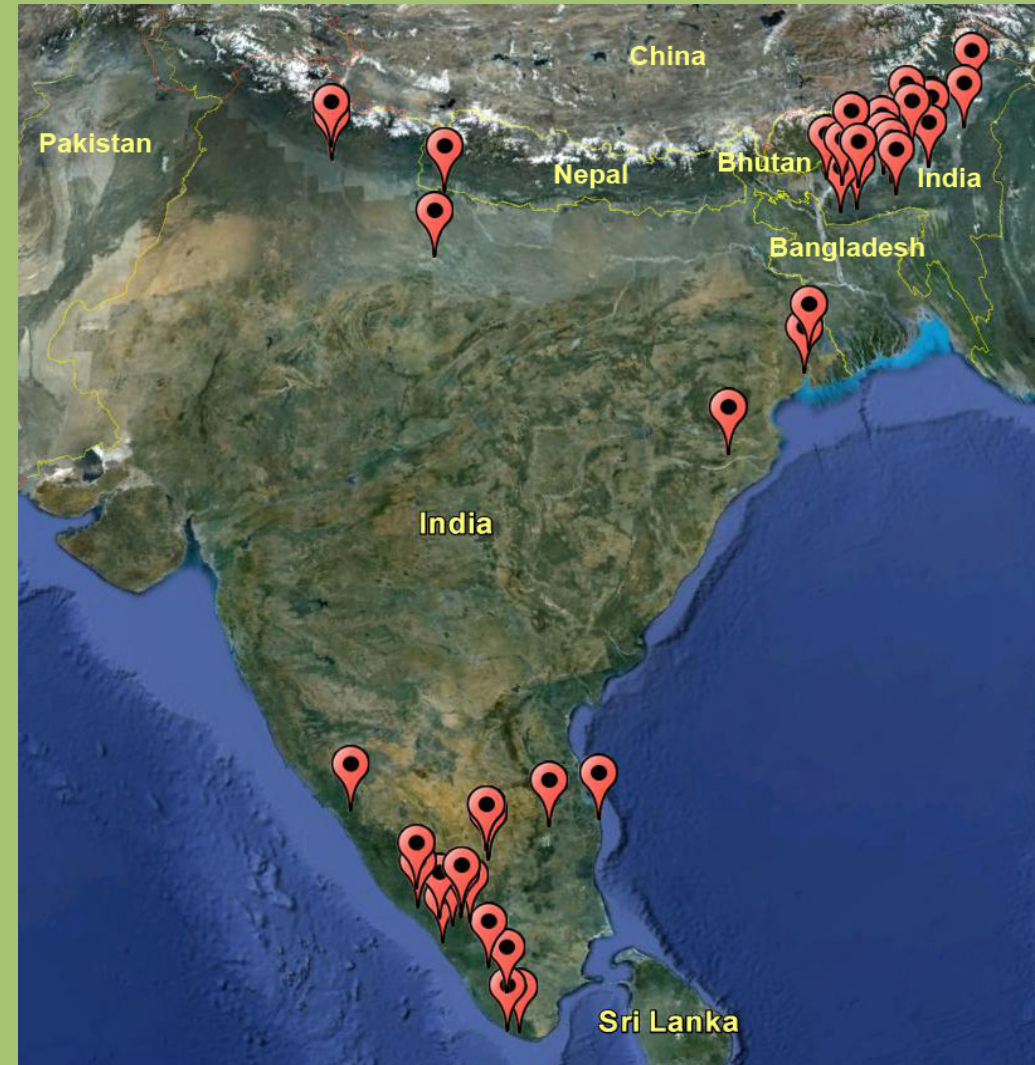 China
Pakistan
Nepal
Bhutan
India
Bangladesh
India
Sri Lanka